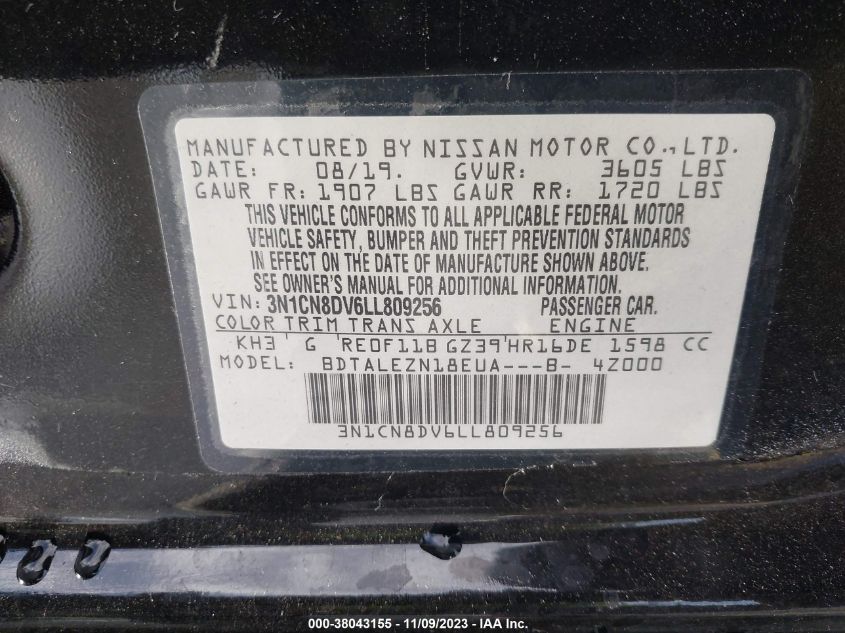 MANUFACTURED BY NISSAN MOTOR CO., LTD.
DATE: 08/19. GVWR: 3605 LBS
GAWR FR: 1907 LBS GAWR RR: 1720 LBS
THIS VEHICLE CONFORMS TO ALL APPLICABLE FEDERAL MOTOR
VEHICLE SAFETY, BUMPER AND THEFT PREVENTION STANDARDS
IN EFFECT ON THE DATE OF MANUFACTURE SHOWN ABOVE.
SEE OWNER'S MANUAL FOR ADDITIONAL INFORMATION.
VIN: 3N1CN8DV6LL809256 PASSENGER CAR.
COLOR TRIM TRANS AXLE ENGINE
KH3 ' G ' RE0F11B GZ39 ' HR16DE 1598 CC
MODEL: BDTALEZN18EUA---B- 4Z000
3N1CN8DV6LL809256
000-38043155 - 11/09/2023 - IAA Inc.